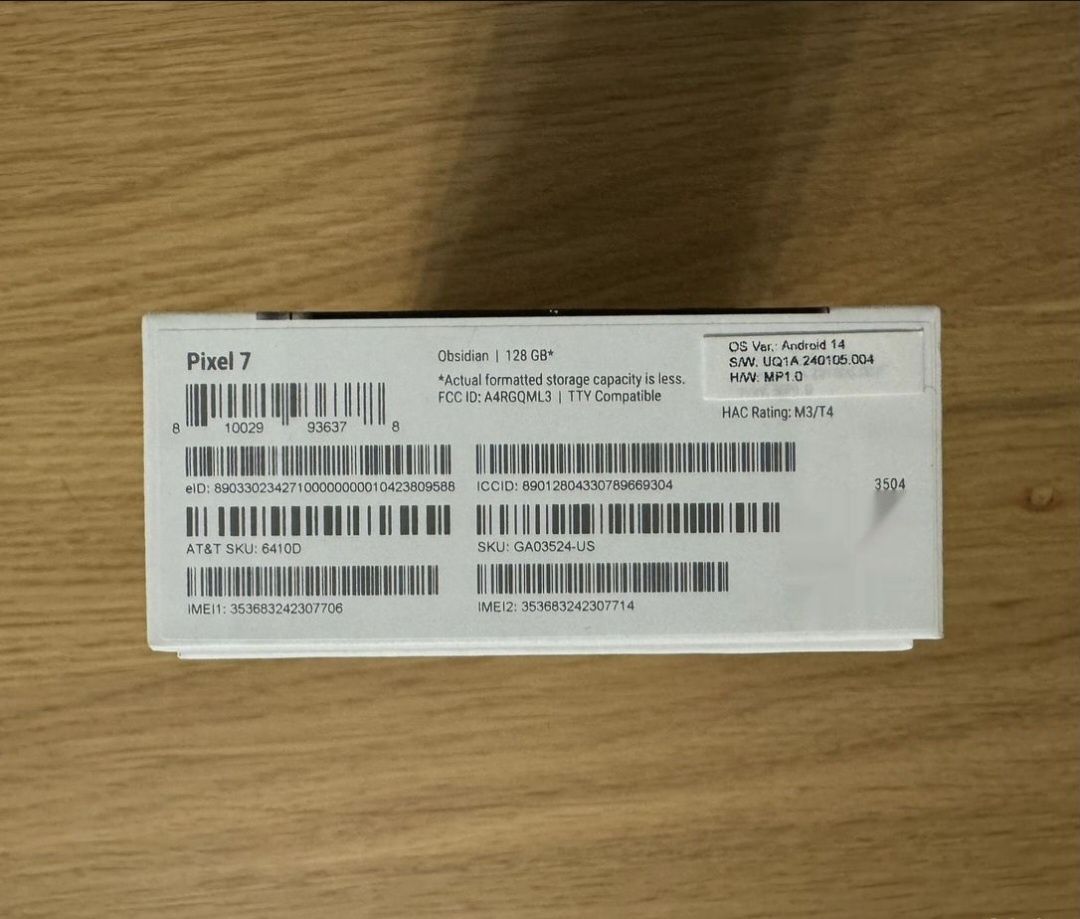 Pixel 7
8 10029 93637 8
Obsidian | 128 GB*
*Actual formatted storage capacity is less.
FCC ID: A4RGQML3 | TTY Compatible
OS Ver.: Android 14
S/W: UQ1A.240105.004
H/W: MP1.0
HAC Rating: M3/T4
eID: 89033023427100000000010423809588
ICCID: 89012804330789669304
3504
AT&T SKU: 6410D
SKU: GA03524-US
IMEI1: 353683242307706
IMEI2: 353683242307714